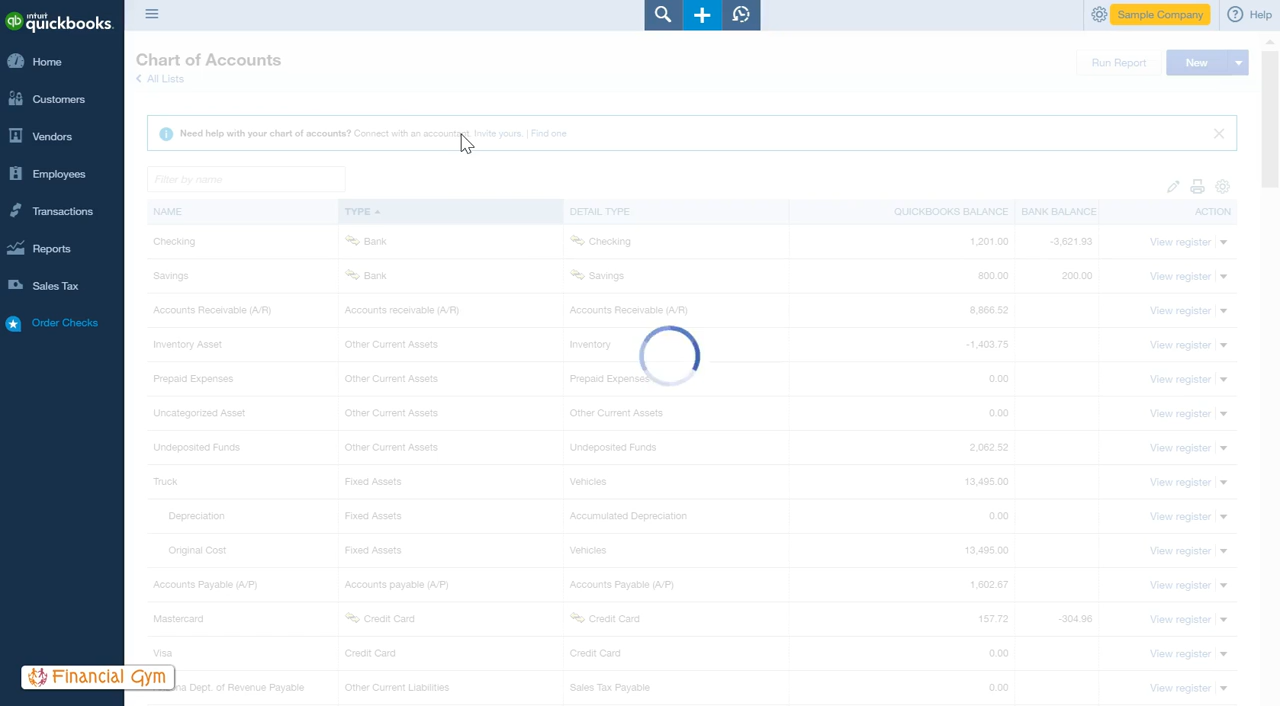 intuit
quickbooks.
Sample Company
Help
Home
Customers
Vendors
Employees
Transactions
Reports
Sales Tax
Order Checks
Chart of Accounts
All Lists
Run Report
New
Need help with your chart of accounts? Connect with an accountant. Invite yours. | Find one
Filter by name
NAME TYPE DETAIL TYPE QUICKBOOKS BALANCE BANK BALANCE ACTION
Checking Bank Checking 1,201.00 -3,621.93 View register
Savings Bank Savings 800.00 200.00 View register
Accounts Receivable (A/R) Accounts receivable (A/R) Accounts Receivable (A/R) 8,866.52 View register
Inventory Asset Other Current Assets Inventory -1,403.75 View register
Prepaid Expenses Other Current Assets Prepaid Expenses 0.00 View register
Uncategorized Asset Other Current Assets Other Current Assets 0.00 View register
Undeposited Funds Other Current Assets Undeposited Funds 2,062.52 View register
Truck Fixed Assets Vehicles 13,495.00 View register
Depreciation Fixed Assets Accumulated Depreciation 0.00 View register
Original Cost Fixed Assets Vehicles 13,495.00 View register
Accounts Payable (A/P) Accounts payable (A/P) Accounts Payable (A/P) 1,602.67 View register
Mastercard Credit Card Credit Card 157.72 -304.96 View register
Visa Credit Card Credit Card 0.00 View register
Dept. of Revenue Payable Other Current Liabilities Sales Tax Payable 0.00 View register
Financial Gym